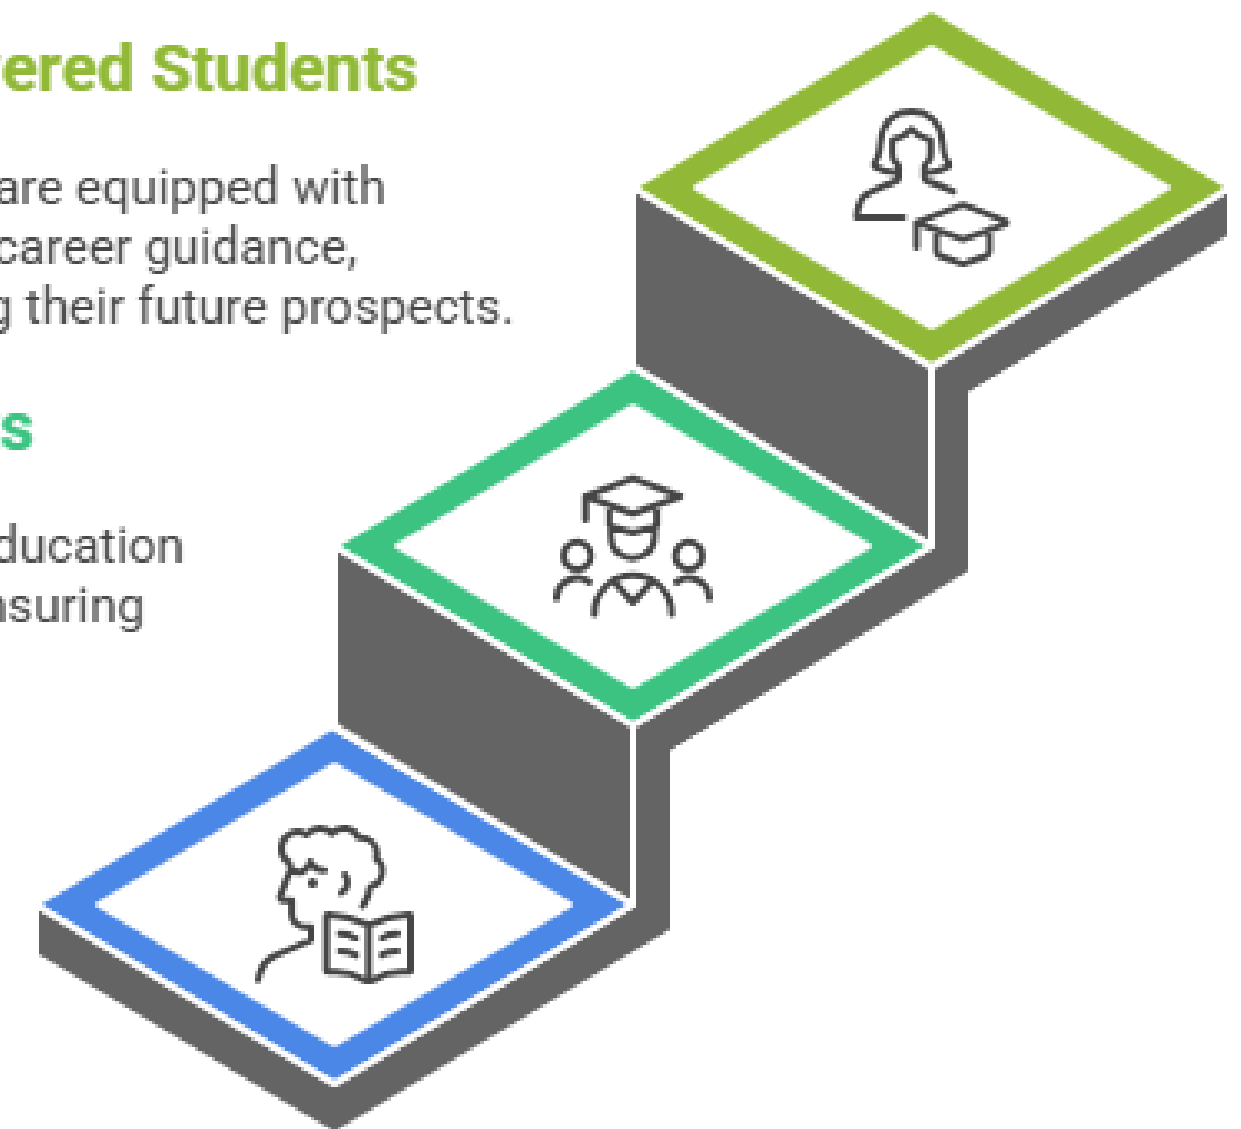 ered Students
are equipped with
career guidance,
g their future prospects.
s
ducation
nsuring